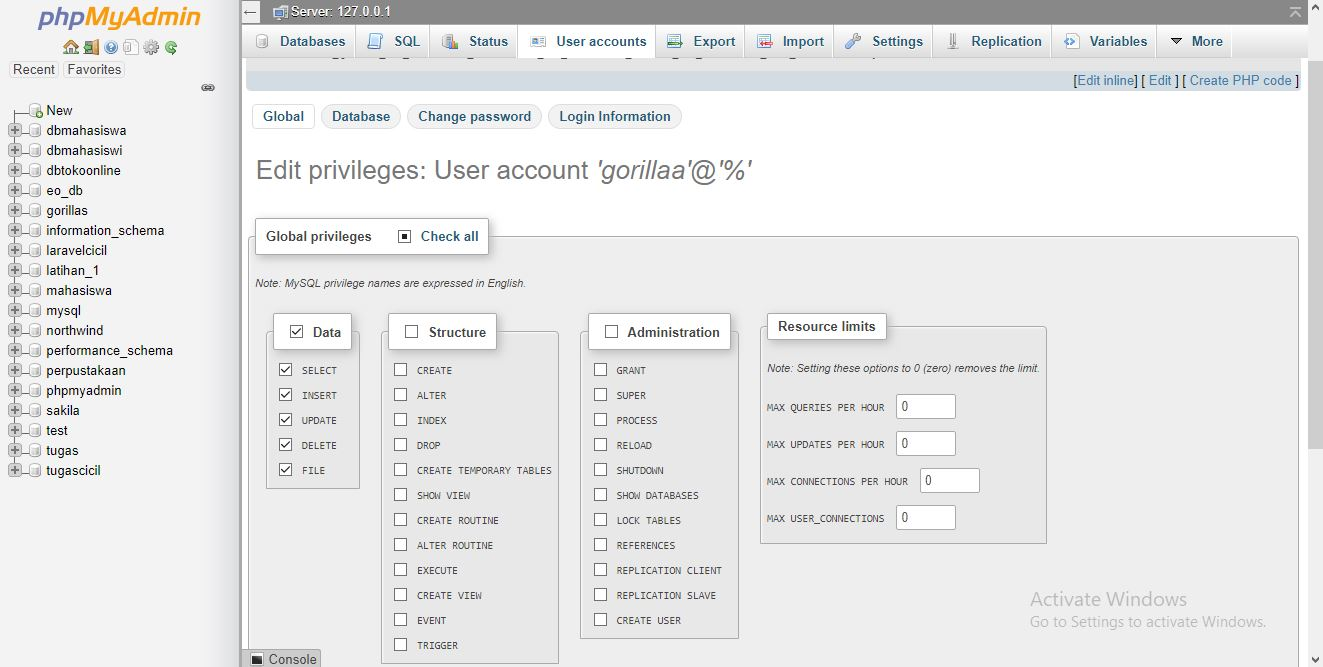 phpMyAdmin
Recent Favorites
New
dbmahasiswa
dbmahasiswi
dbtokoonline
eo_db
gorillas
information_schema
laravelcicil
latihan_1
mahasiswa
mysql
northwind
performance_schema
perpustakaan
phpmyadmin
sakila
test
tugas
tugascicil
Server: 127.0.0.1
Databases SQL Status User accounts Export Import Settings Replication Variables More
[Edit inline] [ Edit ] [ Create PHP code ]
Global Database Change password Login Information
Edit privileges: User account 'gorillaa'@'%'
Global privileges Check all
Note: MySQL privilege names are expressed in English.
Data
SELECT
INSERT
UPDATE
DELETE
FILE
Structure
CREATE
ALTER
INDEX
DROP
CREATE TEMPORARY TABLES
SHOW VIEW
CREATE ROUTINE
ALTER ROUTINE
EXECUTE
CREATE VIEW
EVENT
TRIGGER
Administration
GRANT
SUPER
PROCESS
RELOAD
SHUTDOWN
SHOW DATABASES
LOCK TABLES
REFERENCES
REPLICATION CLIENT
REPLICATION SLAVE
CREATE USER
Resource limits
Note: Setting these options to 0 (zero) removes the limit.
MAX QUERIES PER HOUR 0
MAX UPDATES PER HOUR 0
MAX CONNECTIONS PER HOUR 0
MAX USER_CONNECTIONS 0
Activate Windows
Go to Settings to activate Windows.
Console